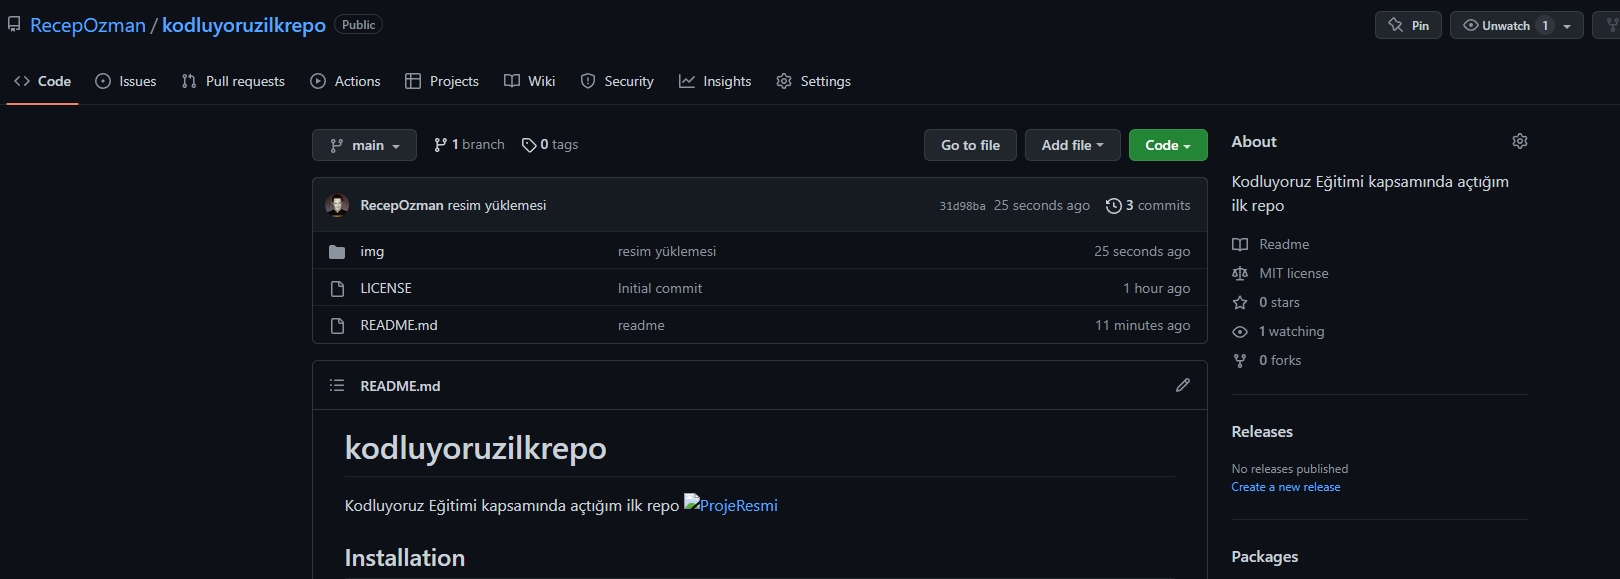 RecepOzman / kodluyoruzilkrepo Public
Pin
Unwatch 1
Code Issues Pull requests Actions Projects Wiki Security Insights Settings
main 1 branch 0 tags Go to file Add file Code
RecepOzman resim yüklemesi 31d98ba 25 seconds ago 3 commits
img resim yüklemesi 25 seconds ago
LICENSE Initial commit 1 hour ago
README.md readme 11 minutes ago
README.md
kodluyoruzilkrepo
Kodluyoruz Eğitimi kapsamında açtığım ilk repo ProjeResmi
Installation
About
Kodluyoruz Eğitimi kapsamında açtığım
ilk repo
Readme
MIT license
0 stars
1 watching
0 forks
Releases
No releases published
Create a new release
Packages